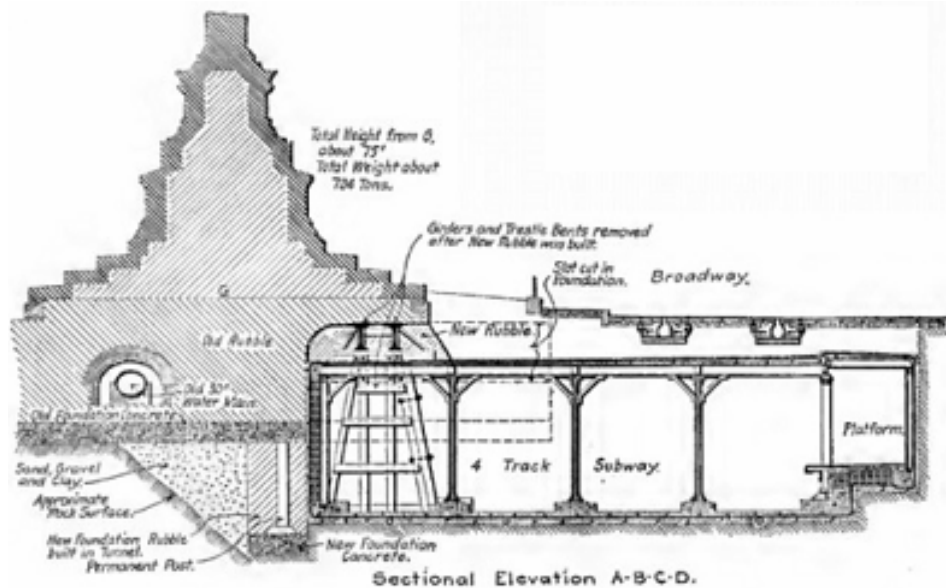 Total Height from G,
about 75'
Total Weight about
724 Tons.
Girders and Trestle Bents removed
after New Rubble was built.
Slot cut in
Foundation.
Broadway.
G
New Rubble
Old Rubble
Old 30"
Water Main
Old Foundation Concrete
Platform.
4 Track Subway.
Sand, Gravel
and Clay.
Approximate
Rock Surface.
New Foundation Rubble
built in Tunnel.
Permanent Post.
New Foundation
Concrete.
Sectional Elevation A-B-C-D.